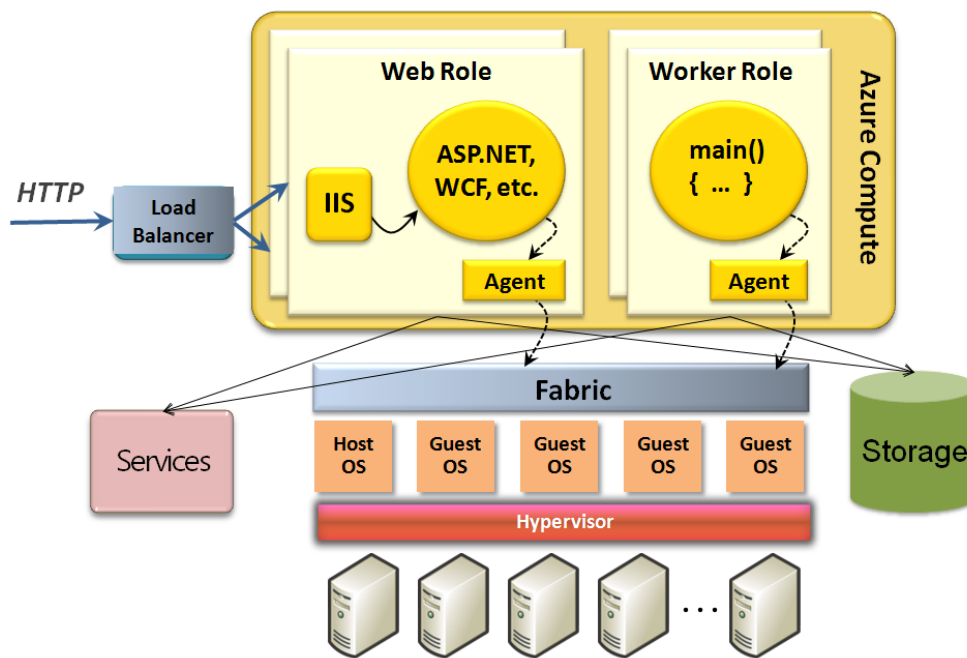 Web Role
Worker Role
Azure Compute
HTTP
Load
Balancer
IIS
ASP.NET,
WCF, etc.
main()
{ ... }
Agent
Agent
Fabric
Services
Host
OS
Guest
OS
Guest
OS
Guest
OS
Guest
OS
Storage
Hypervisor
...